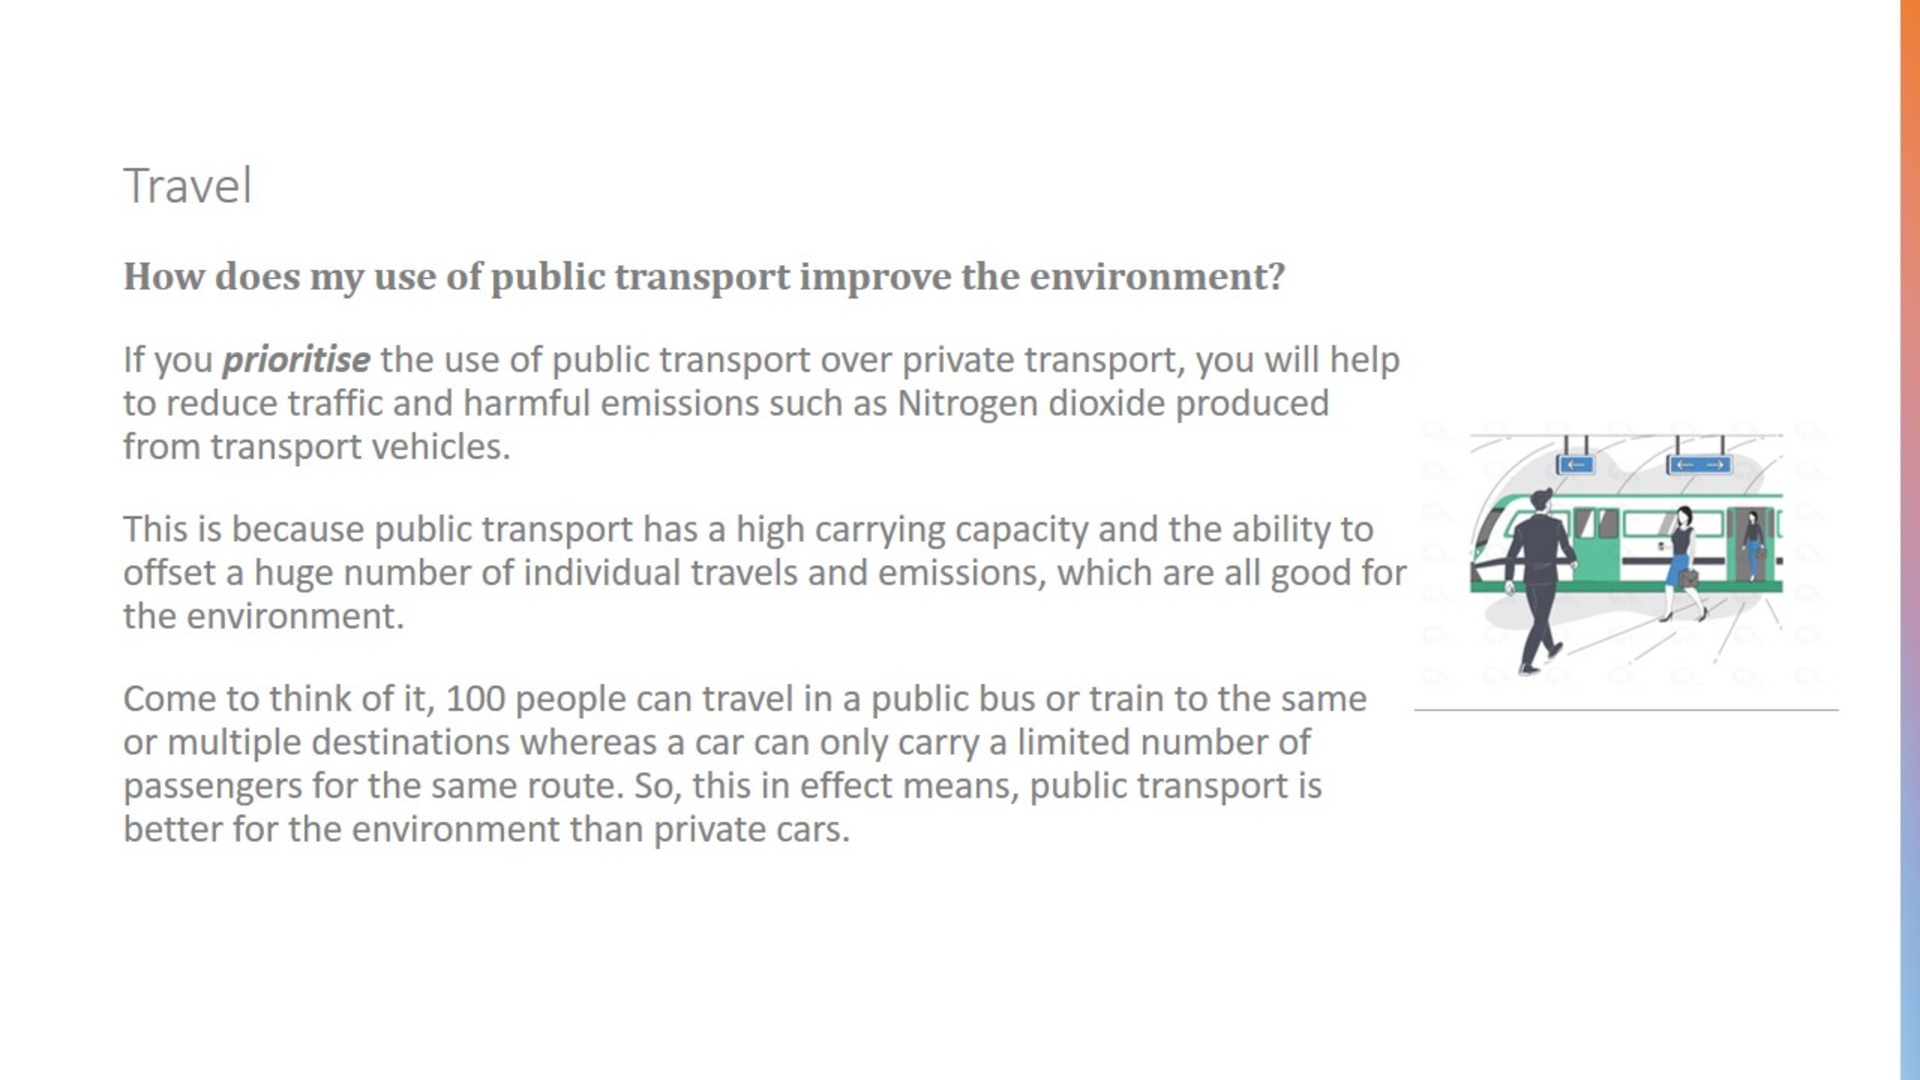 Travel
How does my use of public transport improve the environment?
If you prioritise the use of public transport over private transport, you will help
to reduce traffic and harmful emissions such as Nitrogen dioxide produced
from transport vehicles.
This is because public transport has a high carrying capacity and the ability to
offset a huge number of individual travels and emissions, which are all good for
the environment.
Come to think of it, 100 people can travel in a public bus or train to the same
or multiple destinations whereas a car can only carry a limited number of
passengers for the same route. So, this in effect means, public transport is
better for the environment than private cars.